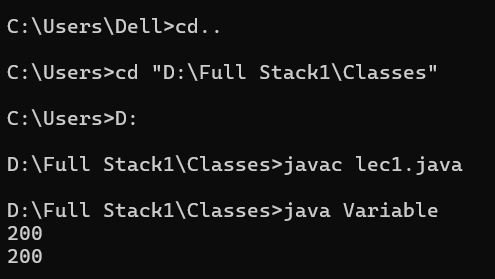 C:\Users\Dell>cd..
C:\Users>cd "D:\Full Stack1\Classes"
C:\Users>D:
D:\Full Stack1\Classes>javac lec1.java
D:\Full Stack1\Classes>java Variable
200
200